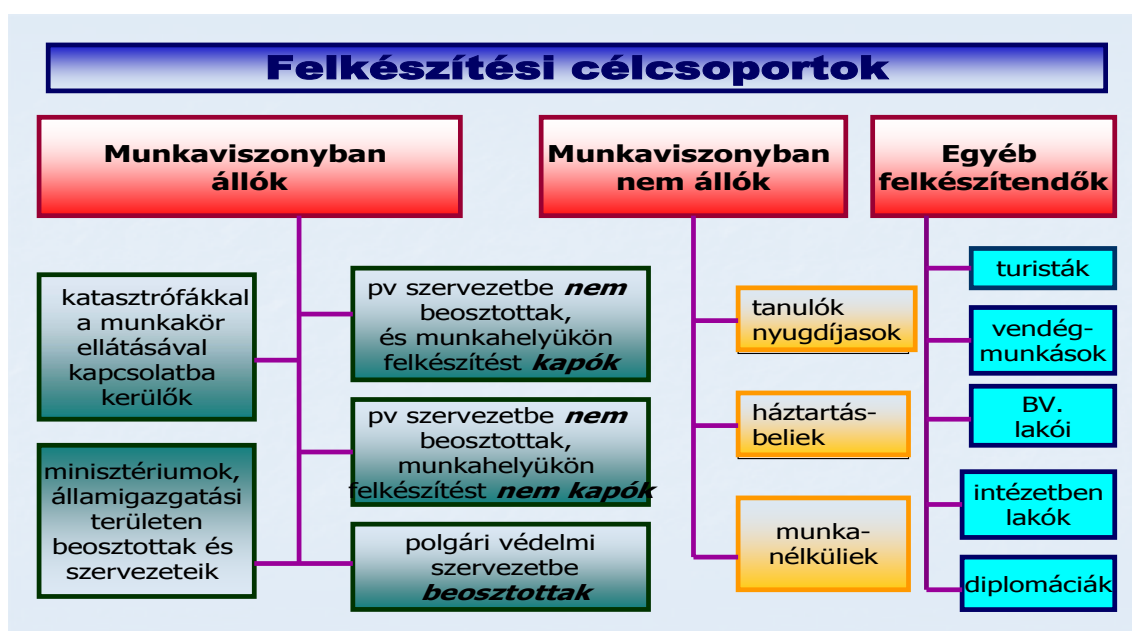 Felkészítési célcsoportok
Munkaviszonyban
állók
katasztrófákkal
a munkakör
ellátásával
kapcsolatba
kerülők
minisztériumok,
államigazgatási
területen
beosztottak és
szervezeteik
pv szervezetbe nem
beosztottak,
és munkahelyükön
felkészítést kapók
pv szervezetbe nem
beosztottak,
munkahelyükön
felkészítést nem kapók
polgári védelmi
szervezetbe
beosztottak
Munkaviszonyban
nem állók
tanulók
nyugdíjasok
háztartás-
beliek
munka-
nélküliek
Egyéb
felkészítendők
turisták
vendég-
munkások
BV.
lakói
intézetben
lakók
diplomáciák